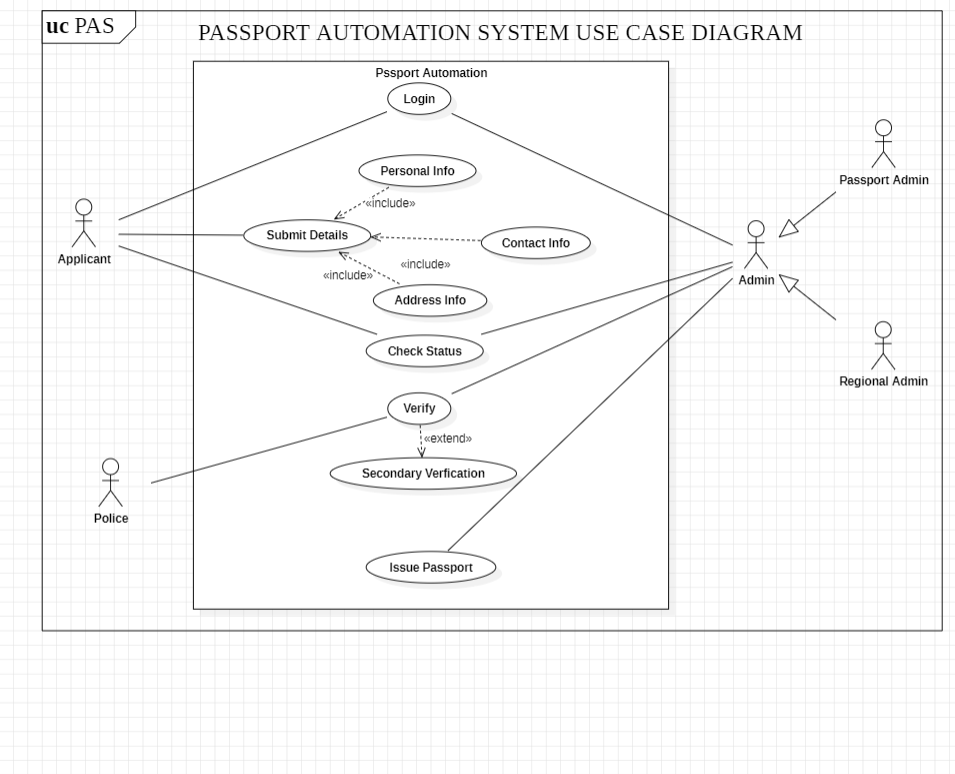 uc PAS
PASSPORT AUTOMATION SYSTEM USE CASE DIAGRAM
Pssport Automation
Login
Personal Info
Passport Admin
«include»
Submit Details
Contact Info
Applicant
«include»
«include»
Admin
Address Info
Check Status
Regional Admin
Verify
«extend»
Secondary Verfication
Police
Issue Passport